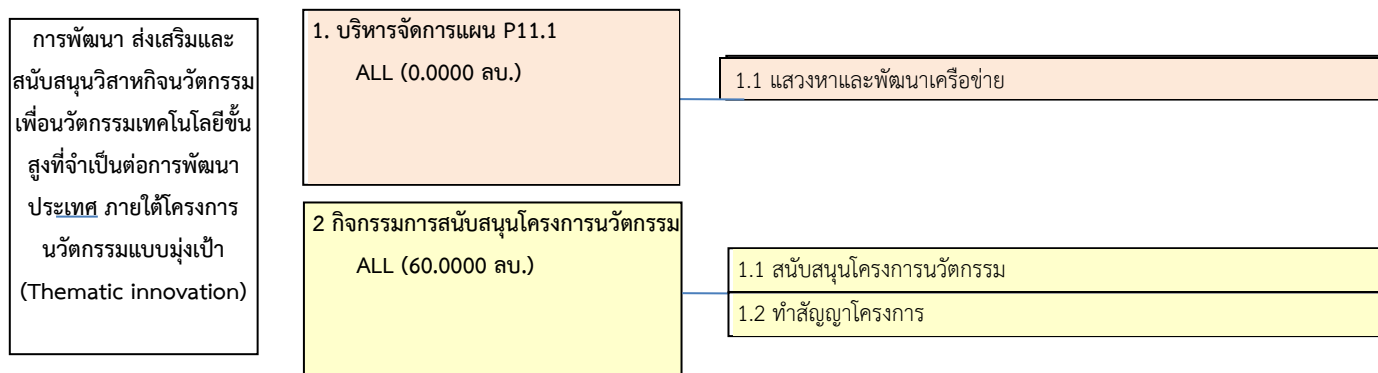 การพัฒนา ส่งเสริมและ
สนับสนุนวิสาหกิจนวัตกรรม
เพื่อนวัตกรรมเทคโนโลยีขั้น
สูงที่จำเป็นต่อการพัฒนา
ประเทศ ภายใต้โครงการ
นวัตกรรมแบบมุ่งเป้า
(Thematic innovation)
1. บริหารจัดการแผน P11.1
ALL (0.0000 ลบ.)
1.1 แสวงหาและพัฒนาเครือข่าย
2 กิจกรรมการสนับสนุนโครงการนวัตกรรม
ALL (60.0000 ลบ.)
1.1 สนับสนุนโครงการนวัตกรรม
1.2 ทำสัญญาโครงการ